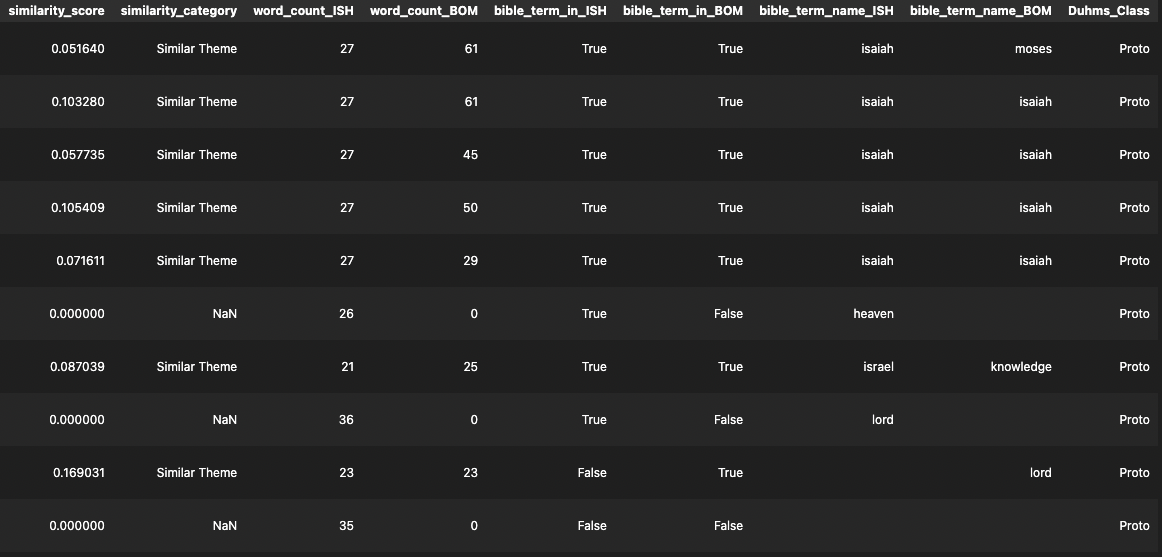 similarity_score similarity_category word_count_ISH word_count_BOM bible_term_in_ISH bible_term_in_BOM bible_term_name_ISH bible_term_name_BOM Duhms_Class
0.051640 Similar Theme 27 61 True True isaiah moses Proto
0.103280 Similar Theme 27 61 True True isaiah isaiah Proto
0.057735 Similar Theme 27 45 True True isaiah isaiah Proto
0.105409 Similar Theme 27 50 True True isaiah isaiah Proto
0.071611 Similar Theme 27 29 True True isaiah isaiah Proto
0.000000 NaN 26 0 True False heaven Proto
0.087039 Similar Theme 21 25 True True israel knowledge Proto
0.000000 NaN 36 0 True False lord Proto
0.169031 Similar Theme 23 23 False True lord Proto
0.000000 NaN 35 0 False False Proto